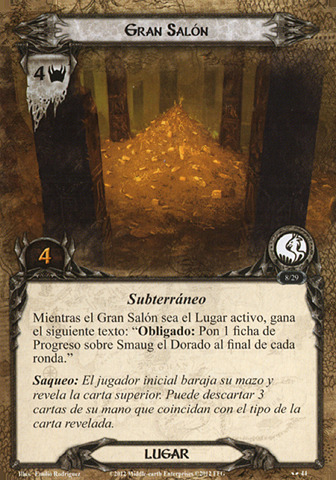 Gran Salón
4
4
8/29
Subterráneo
Mientras el Gran Salón sea el Lugar activo, gana
el siguiente texto: “Obligado: Pon 1 ficha de
Progreso sobre Smaug el Dorado al final de cada
ronda.”
Saqueo: El jugador inicial baraja su mazo y
revela la carta superior. Puede descartar 3
cartas de su mano que coincidan con el tipo de la
carta revelada.
LUGAR
Ilus.: Emilio Rodríguez ©2012 Middle-earth Enterprises ©2012 FFG 44